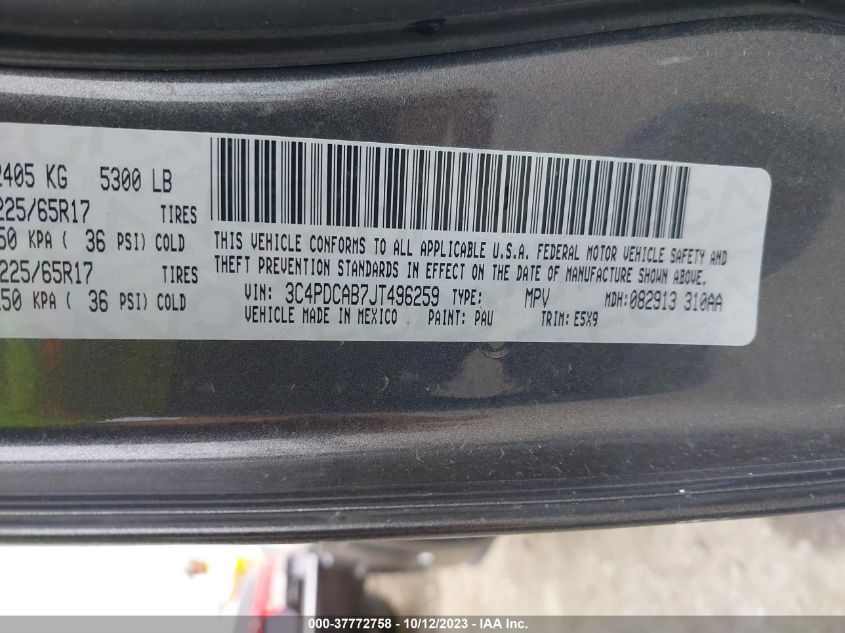 2405 KG 5300 LB
225/65R17 TIRES
50 KPA ( 36 PSI) COLD
225/65R17 TIRES
250 KPA ( 36 PSI) COLD
THIS VEHICLE CONFORMS TO ALL APPLICABLE U.S.A. FEDERAL MOTOR VEHICLE SAFETY AND
THEFT PREVENTION STANDARDS IN EFFECT ON THE DATE OF MANUFACTURE SHOWN ABOVE.
VIN: 3C4PDCAB7JT496259 TYPE: MPV MDH: 082913 310AA
VEHICLE MADE IN MEXICO PAINT: PAU TRIM: E5X9
000-37772758 - 10/12/2023 - IAA Inc.